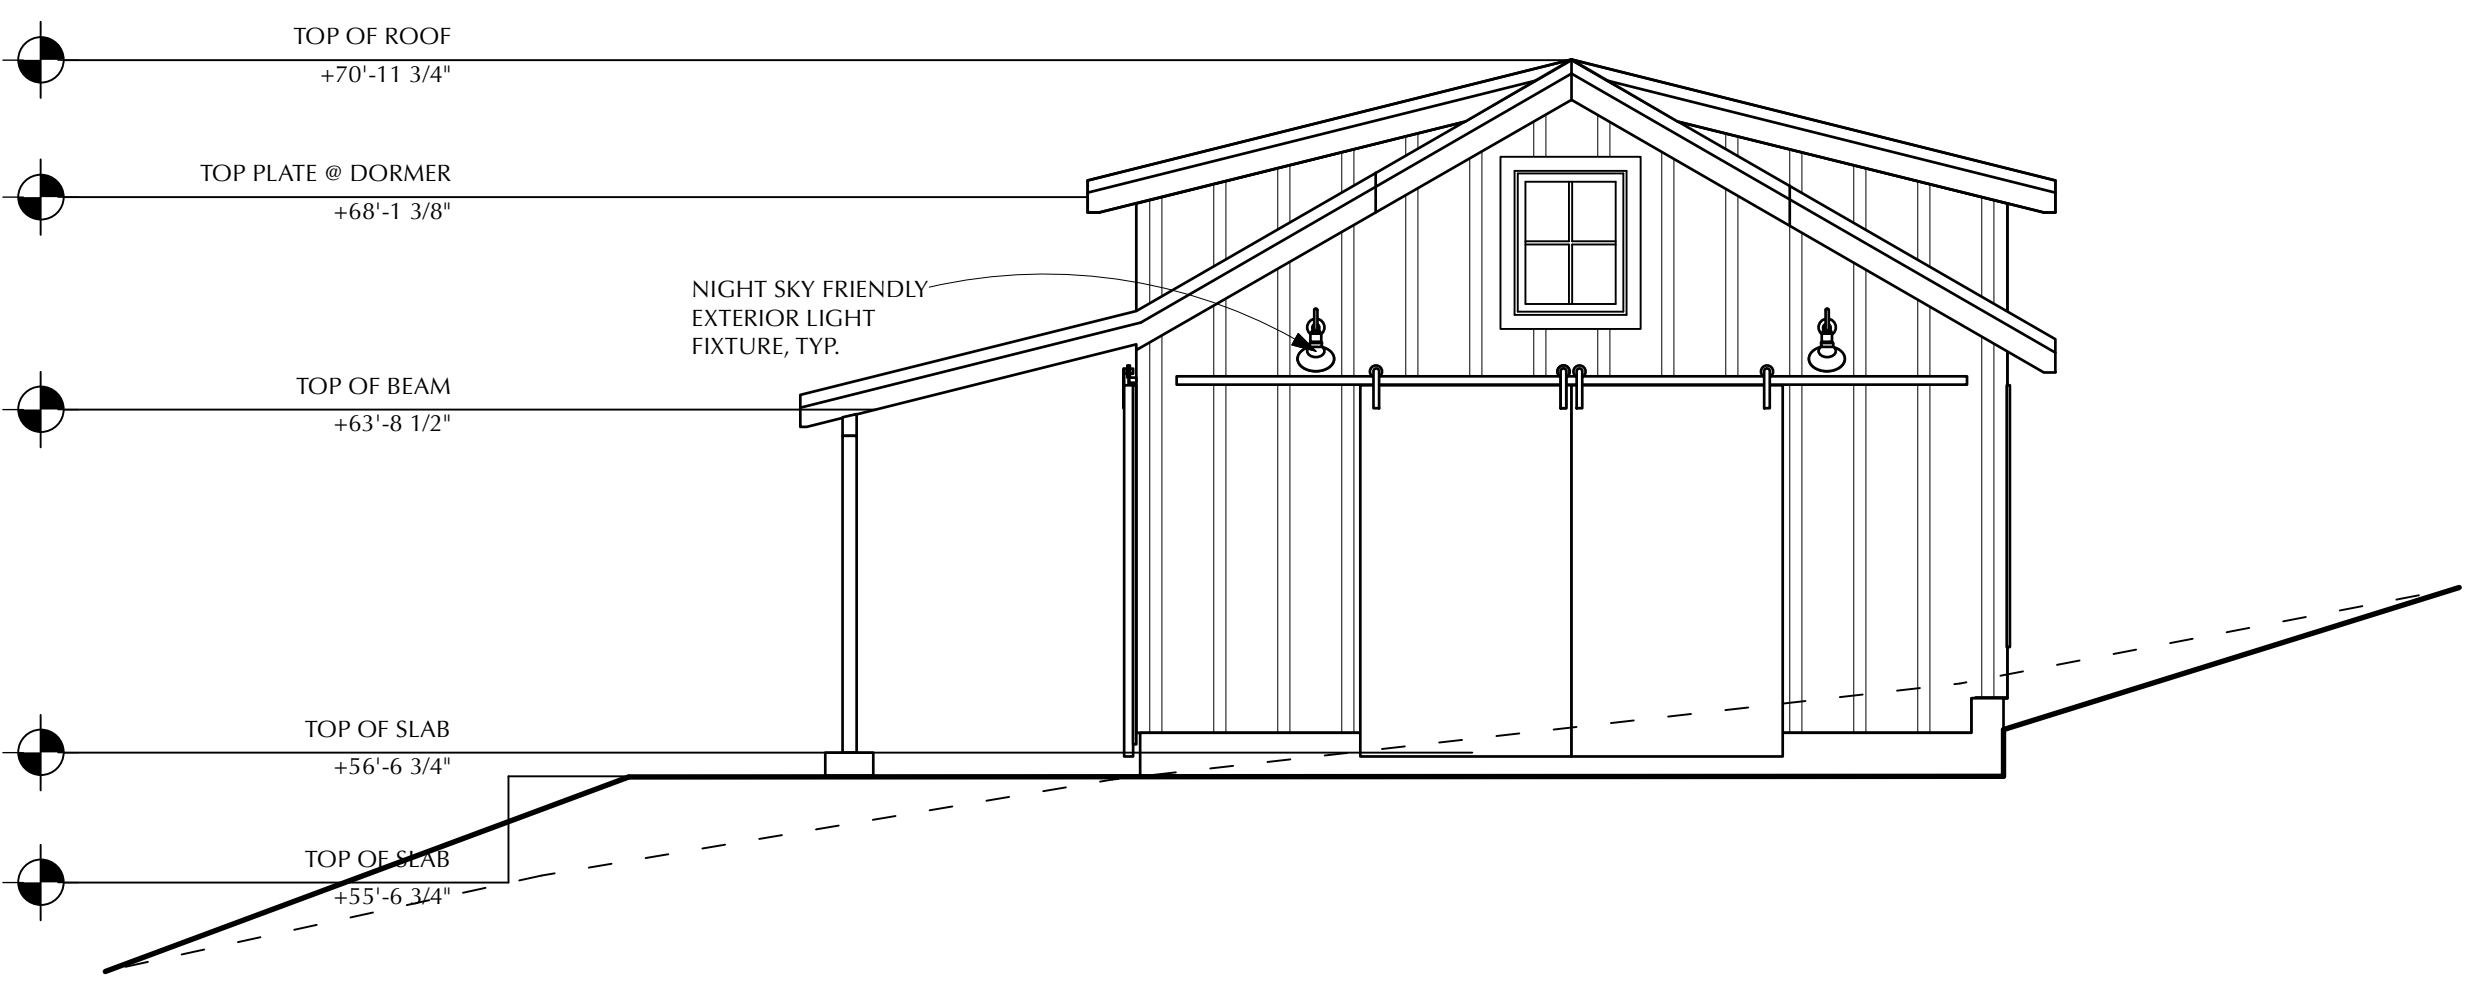 TOP OF ROOF
+70'-11 3/4"
TOP PLATE @ DORMER
+68'-1 3/8"
NIGHT SKY FRIENDLY
EXTERIOR LIGHT
FIXTURE, TYP.
TOP OF BEAM
+63'-8 1/2"
TOP OF SLAB
+56'-6 3/4"
TOP OF SLAB
+55'-6 3/4"